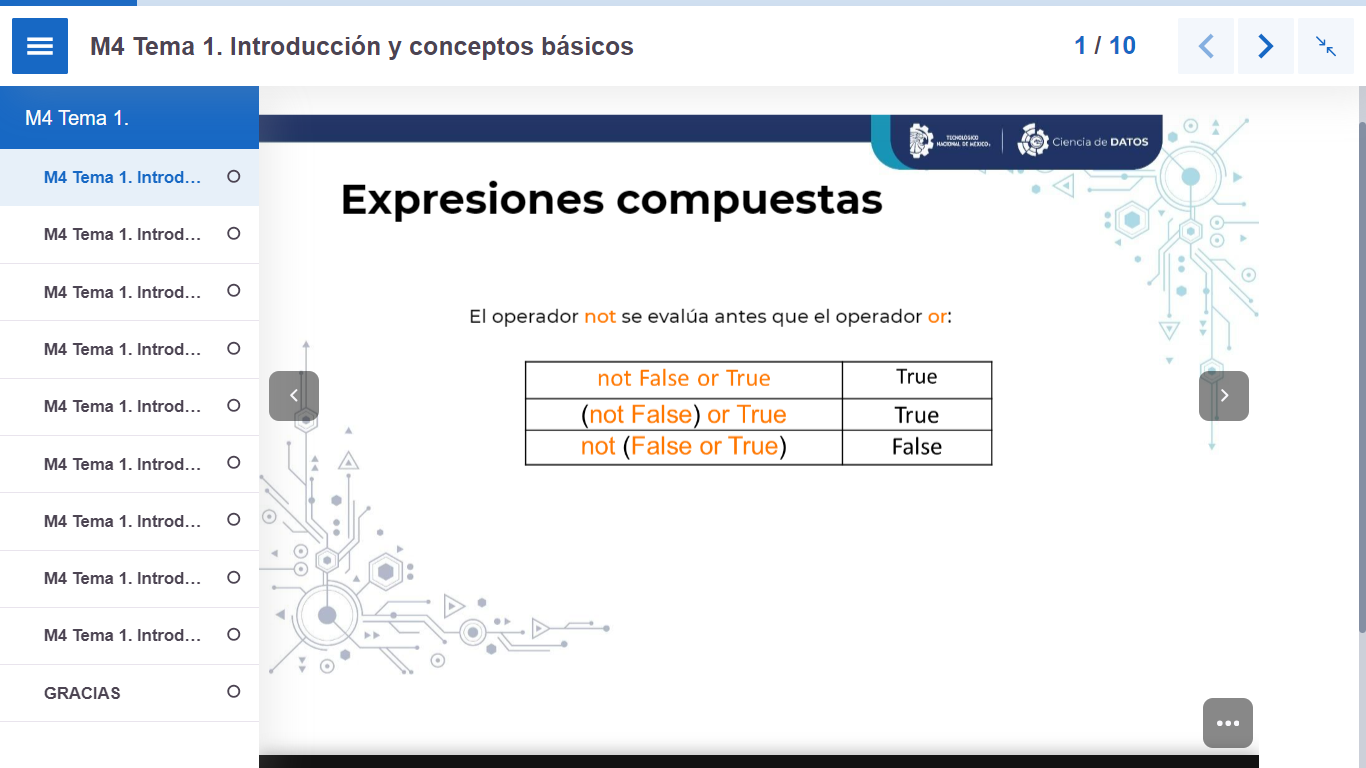 M4 Tema 1. Introducción y conceptos básicos
1 / 10
M4 Tema 1.
M4 Tema 1. Introd...
M4 Tema 1. Introd...
M4 Tema 1. Introd...
M4 Tema 1. Introd...
M4 Tema 1. Introd...
M4 Tema 1. Introd...
M4 Tema 1. Introd...
M4 Tema 1. Introd...
M4 Tema 1. Introd...
GRACIAS
TECNOLÓGICO
NACIONAL DE MÉXICO
Ciencia de DATOS
Expresiones compuestas
El operador not se evalúa antes que el operador or:
not False or True True
(not False) or True True
not (False or True) False